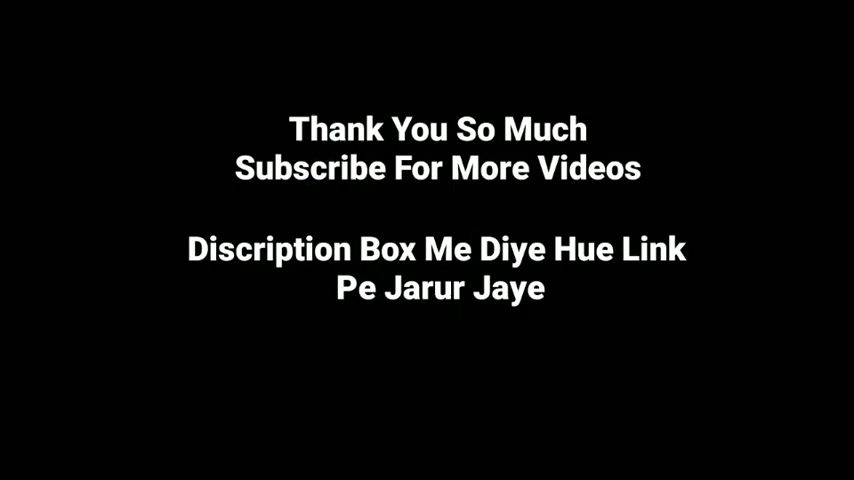 Thank You So Much
Subscribe For More Videos
Discription Box Me Diye Hue Link
Pe Jarur Jaye